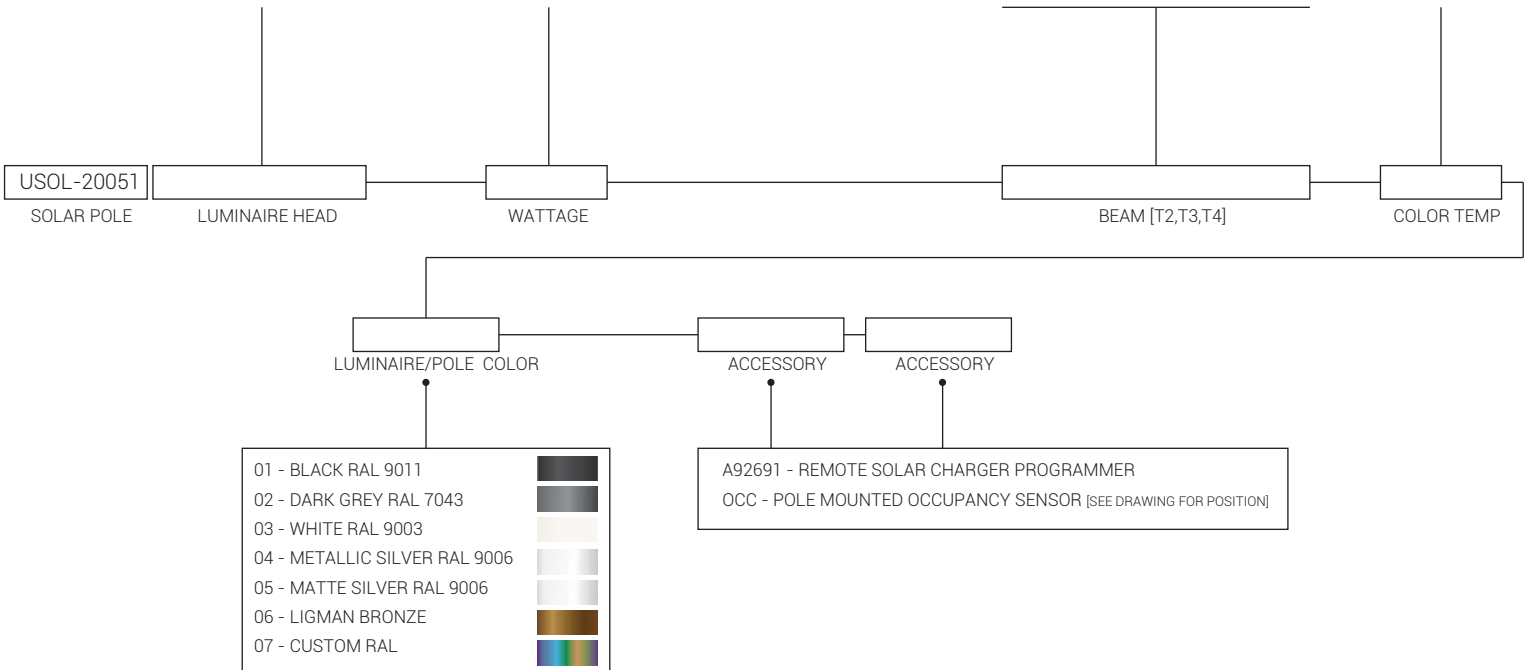 USOL-20051
SOLAR POLE LUMINAIRE HEAD WATTAGE BEAM [T2,T3,T4] COLOR TEMP
LUMINAIRE/POLE COLOR ACCESSORY ACCESSORY
01 - BLACK RAL 9011
02 - DARK GREY RAL 7043
03 - WHITE RAL 9003
04 - METALLIC SILVER RAL 9006
05 - MATTE SILVER RAL 9006
06 - LIGMAN BRONZE
07 - CUSTOM RAL
A92691 - REMOTE SOLAR CHARGER PROGRAMMER
OCC - POLE MOUNTED OCCUPANCY SENSOR [SEE DRAWING FOR POSITION]